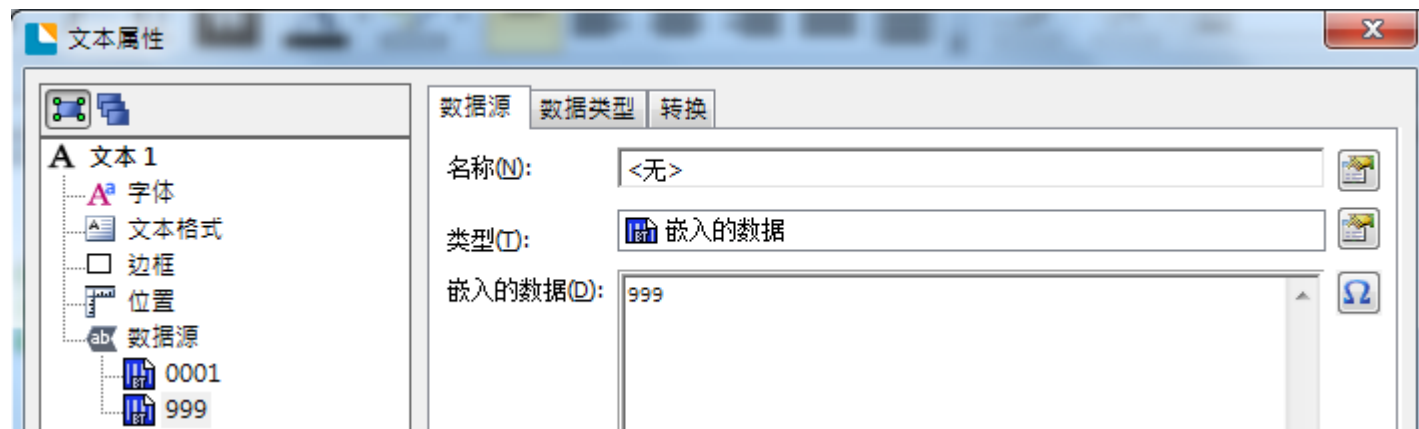 文本属性
数据源 数据类型 转换
A 文本 1
名称(N): <无>
Aa 字体
文本格式
类型(T): 嵌入的数据
边框
嵌入的数据(D): 999
位置
ab 数据源
0001
999